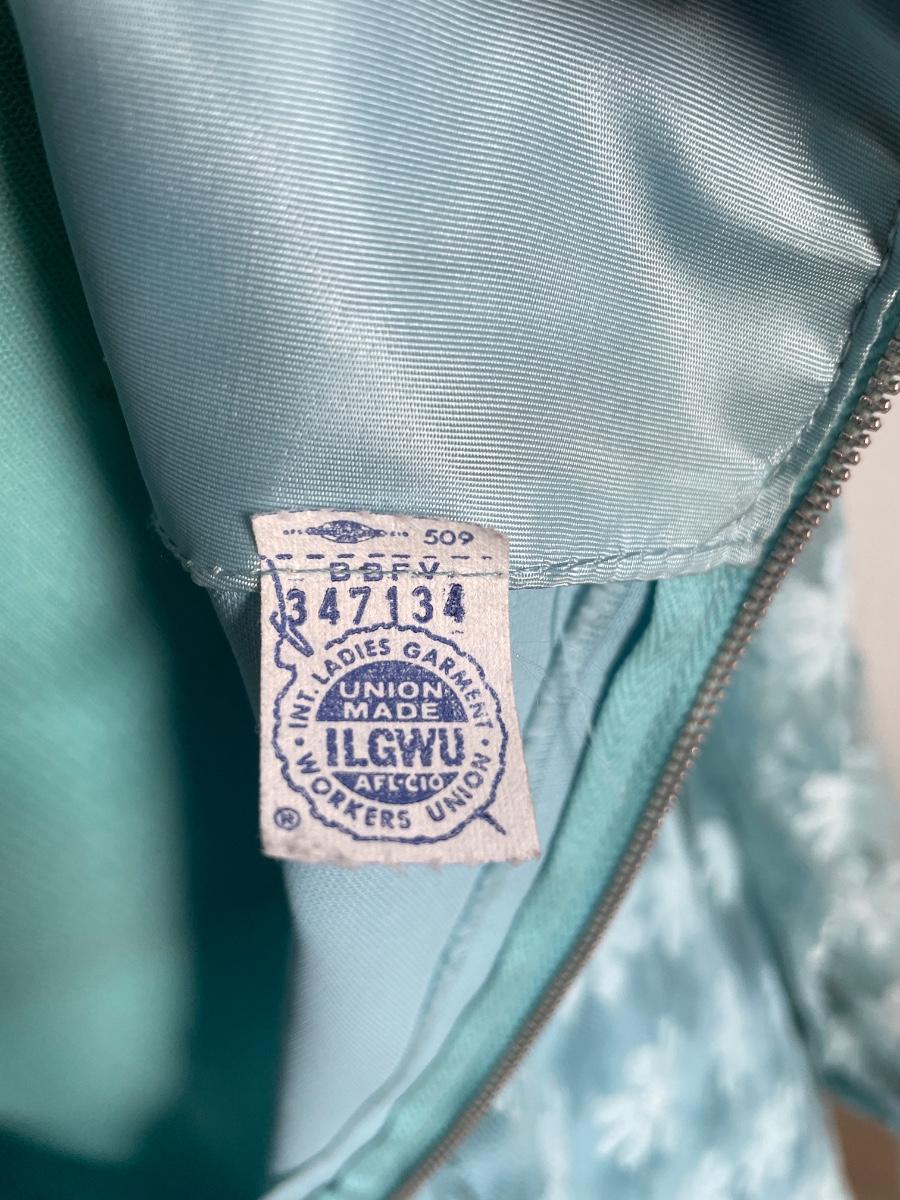 509
BBFV
347134
INT. LADIES GARMENT
UNION
MADE
ILGWU
AFL-CIO
· WORKERS UNION ·
®